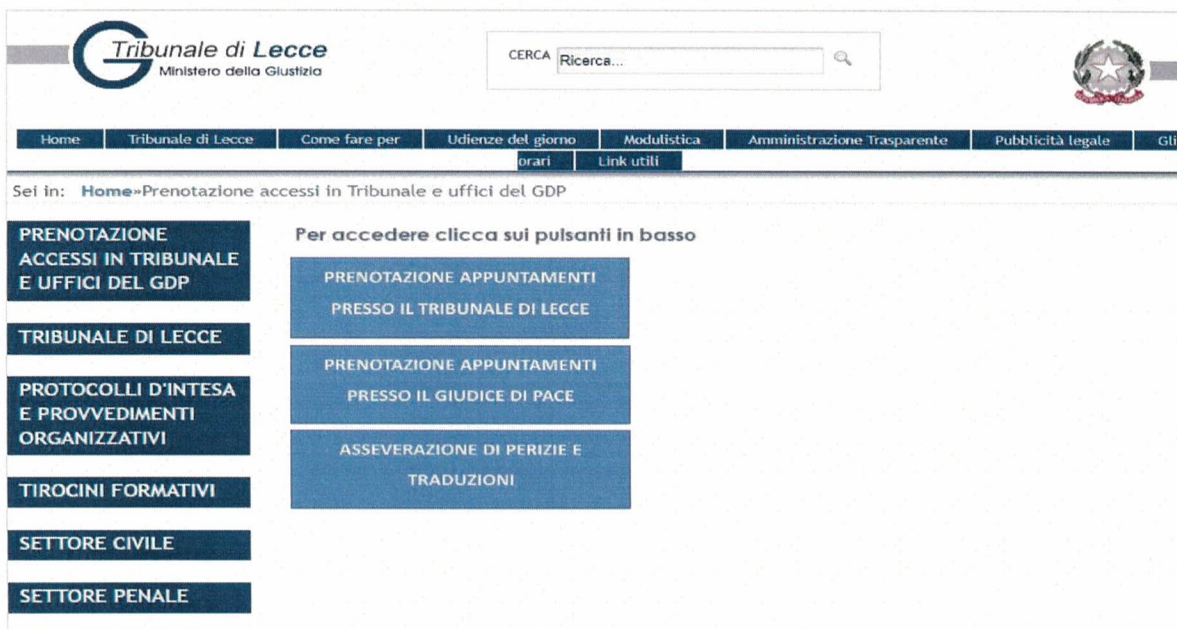 Tribunale di Lecce
Ministero della Giustizia
CERCA Ricerca...
Home Tribunale di Lecce Come fare per Udienze del giorno Modulistica Amministrazione Trasparente Pubblicità legale Gli
orari Link utili
Sei in: Home»Prenotazione accessi in Tribunale e uffici del GDP
PRENOTAZIONE
ACCESSI IN TRIBUNALE
E UFFICI DEL GDP
TRIBUNALE DI LECCE
PROTOCOLLI D'INTESA
E PROVVEDIMENTI
ORGANIZZATIVI
TIROCINI FORMATIVI
SETTORE CIVILE
SETTORE PENALE
Per accedere clicca sui pulsanti in basso
PRENOTAZIONE APPUNTAMENTI
PRESSO IL TRIBUNALE DI LECCE
PRENOTAZIONE APPUNTAMENTI
PRESSO IL GIUDICE DI PACE
ASSEVERAZIONE DI PERIZIE E
TRADUZIONI